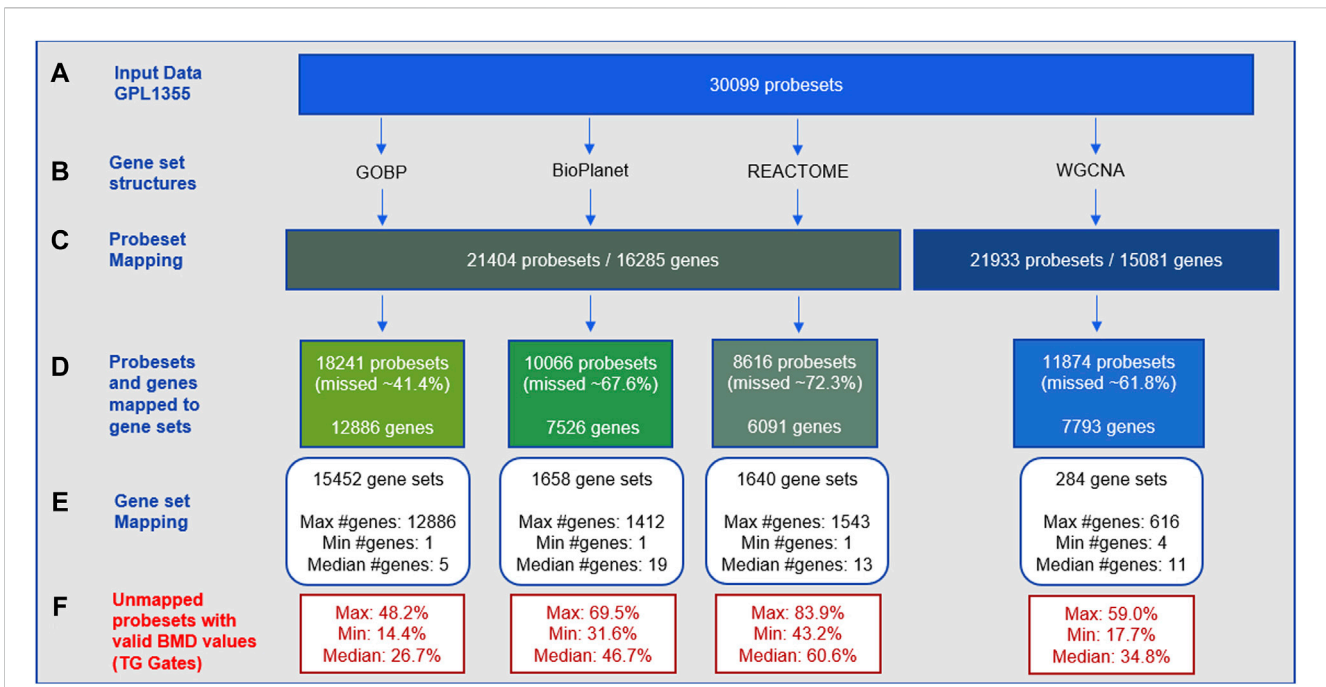 A
Input Data
GPL1355
30099 probesets
B
Gene set
structures
GOBP
BioPlanet
REACTOME
WGCNA
C
Probeset
Mapping
21404 probesets / 16285 genes
21933 probesets / 15081 genes
D
Probesets
and genes
mapped to
gene sets
18241 probesets
(missed ~41.4%)
12886 genes
10066 probesets
(missed ~67.6%)
7526 genes
8616 probesets
(missed ~72.3%)
6091 genes
11874 probesets
(missed ~61.8%)
7793 genes
E
Gene set
Mapping
15452 gene sets
Max #genes: 12886
Min #genes: 1
Median #genes: 5
1658 gene sets
Max #genes: 1412
Min #genes: 1
Median #genes: 19
1640 gene sets
Max #genes: 1543
Min #genes: 1
Median #genes: 13
284 gene sets
Max #genes: 616
Min #genes: 4
Median #genes: 11
F
Unmapped
probesets with
valid BMD values
(TG Gates)
Max: 48.2%
Min: 14.4%
Median: 26.7%
Max: 69.5%
Min: 31.6%
Median: 46.7%
Max: 83.9%
Min: 43.2%
Median: 60.6%
Max: 59.0%
Min: 17.7%
Median: 34.8%